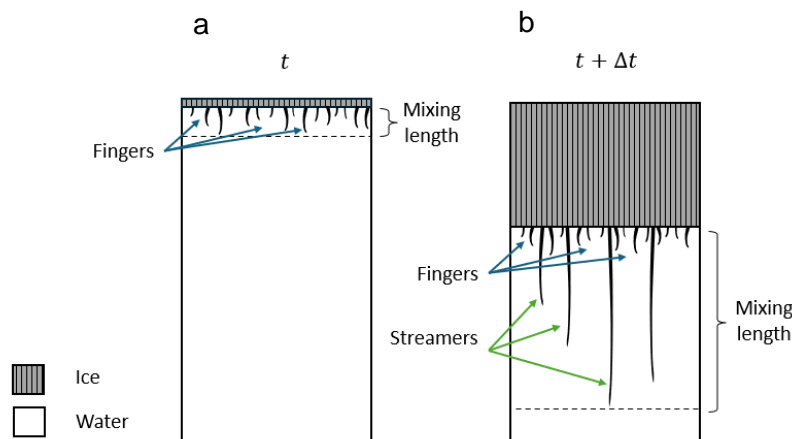 a
t
Mixing
length
Fingers
b
t + Δt
Fingers
Streamers
Mixing
length
Ice
Water